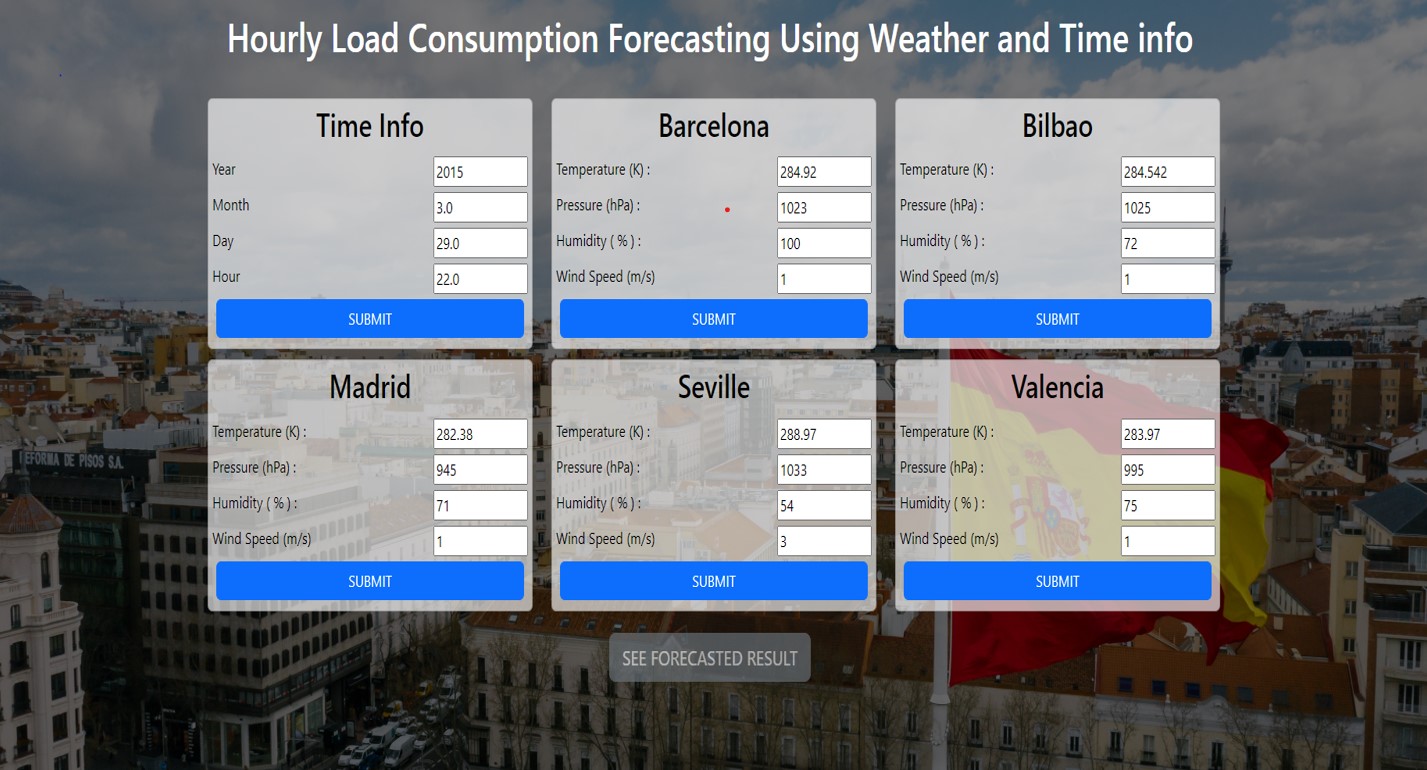 Hourly Load Consumption Forecasting Using Weather and Time info
Time Info
Year 2015
Month 3.0
Day 29.0
Hour 22.0
SUBMIT
Barcelona
Temperature (K) : 284.92
Pressure (hPa) : 1023
Humidity ( % ) : 100
Wind Speed (m/s) 1
SUBMIT
Bilbao
Temperature (K) : 284.542
Pressure (hPa) : 1025
Humidity ( % ) : 72
Wind Speed (m/s) 1
SUBMIT
Madrid
Temperature (K) : 282.38
Pressure (hPa) : 945
Humidity ( % ) : 71
Wind Speed (m/s) 1
SUBMIT
Seville
Temperature (K) : 288.97
Pressure (hPa) : 1033
Humidity ( % ) : 54
Wind Speed (m/s) 3
SUBMIT
Valencia
Temperature (K) : 283.97
Pressure (hPa) : 995
Humidity ( % ) : 75
Wind Speed (m/s) 1
SUBMIT
REFORMA DE PISOS S.A.
SEE FORECASTED RESULT